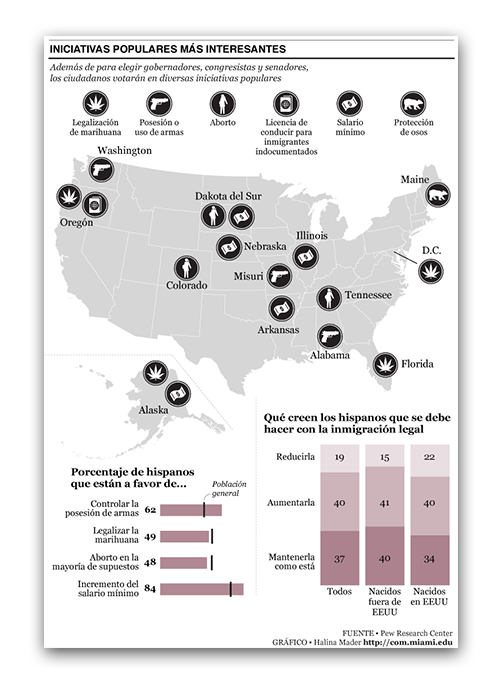 INICIATIVAS POPULARES MÁS INTERESANTES
Además de para elegir gobernadores, congresistas y senadores,
los ciudadanos votarán en diversas iniciativas populares
Legalización
de marihuana
Posesión o
uso de armas
Aborto
Licencia de
conducir para
inmigrantes
indocumentados
Salario
mínimo
Protección
de osos
Washington
Maine
Oregón
Dakota del Sur
Illinois
D.C.
Nebraska
Misuri
Colorado
Tennessee
Arkansas
Alabama
Florida
Alaska
Porcentaje de hispanos
que están a favor de...
Población
general
Controlar la
posesión de armas
62
Legalizar la
marihuana
49
Aborto en la
mayoría de supuestos
48
Incremento del
salario mínimo
84
Qué creen los hispanos que se debe
hacer con la inmigración legal
Reducirla 19 15 22
Aumentarla 40 41 40
Mantenerla
como está
37 40 34
Todos
Nacidos
fuera de
EEUU
Nacidos
en EEUU
FUENTE • Pew Research Center
GRÁFICO • Halina Mader http://com.miami.edu